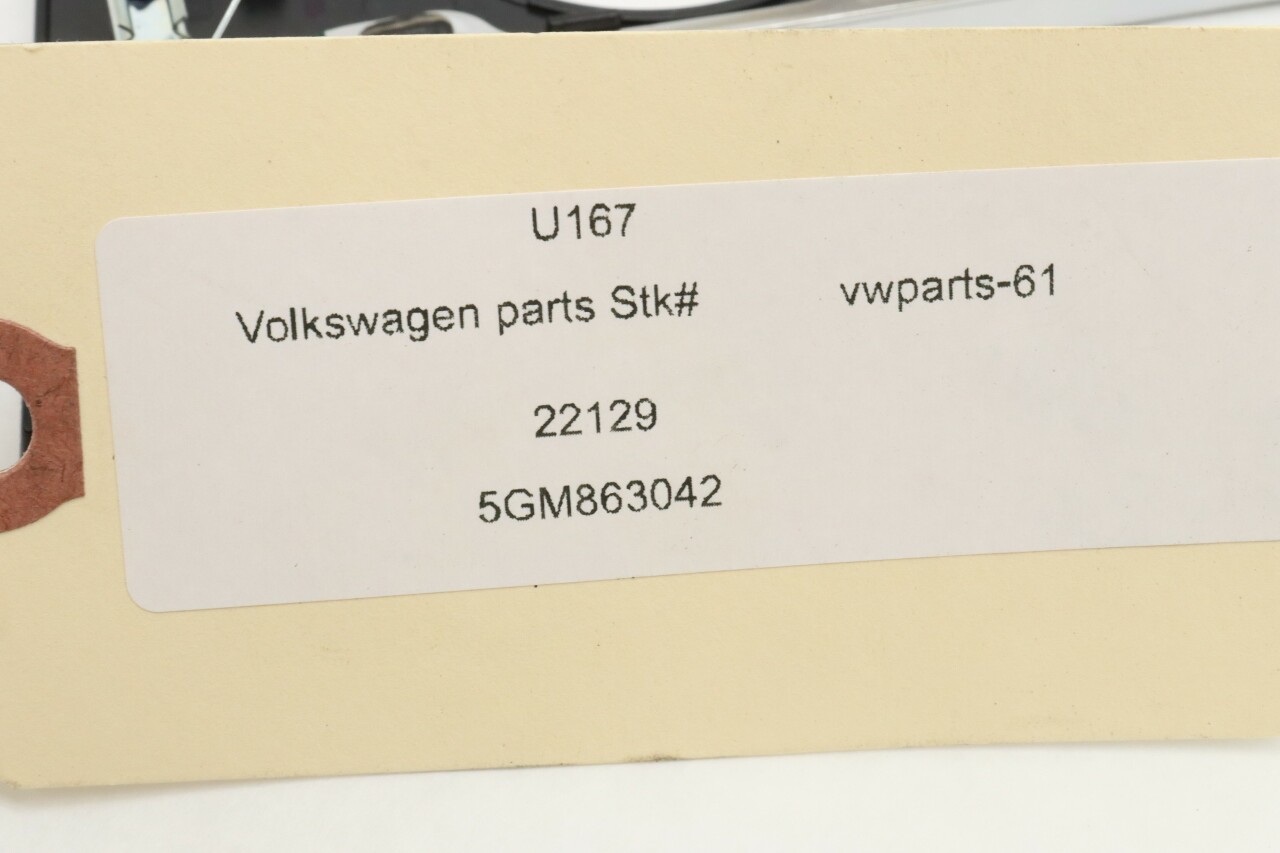 U167
Volkswagen parts Stk# vwparts-61
22129
5GM863042